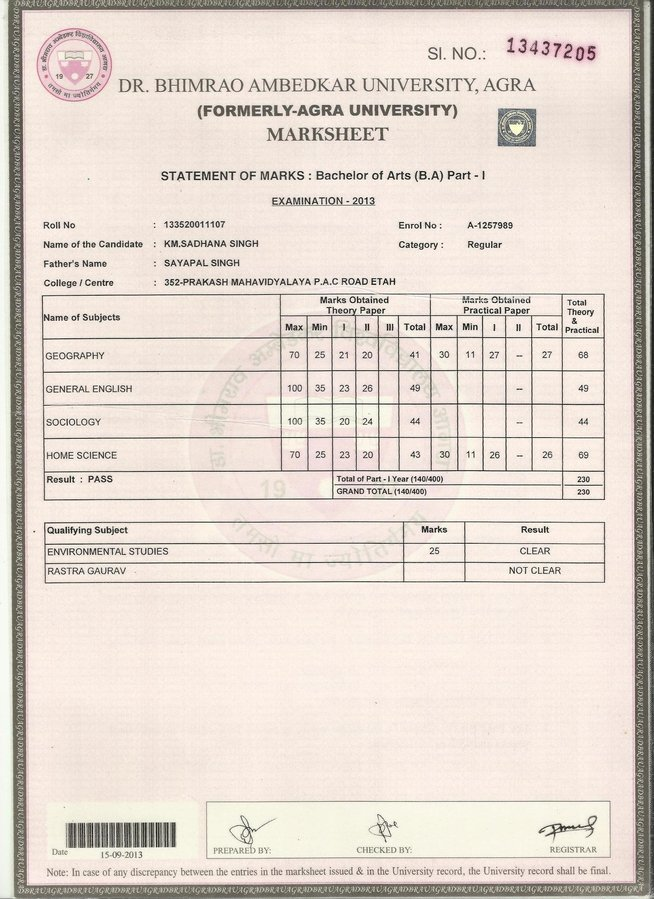 SI. NO.: 13437205
DR. BHIMRAO AMBEDKAR UNIVERSITY, AGRA
(FORMERLY-AGRA UNIVERSITY)
MARKSHEET
19 27
STATEMENT OF MARKS : Bachelor of Arts (B.A) Part - I
EXAMINATION - 2013
Roll No : 133520011107 Enrol No : A-1257989
Name of the Candidate : KM.SADHANA SINGH Category : Regular
Father's Name : SAYAPAL SINGH
College / Centre : 352-PRAKASH MAHAVIDYALAYA P.A.C ROAD ETAH
Name of Subjects Marks Obtained Theory Paper Marks Obtained Practical Paper Total Theory & Practical
Max Min I II III Total Max Min I II Total
GEOGRAPHY 70 25 21 20 41 30 11 27 -- 27 68
GENERAL ENGLISH 100 35 23 26 49 -- 49
SOCIOLOGY 100 35 20 24 44 -- 44
HOME SCIENCE 70 25 23 20 43 30 11 26 -- 26 69
Result : PASS Total of Part - I Year (140/400) 230
GRAND TOTAL (140/400) 230
Qualifying Subject Marks Result
ENVIRONMENTAL STUDIES 25 CLEAR
RASTRA GAURAV NOT CLEAR
Date 15-09-2013
PREPARED BY: CHECKED BY: REGISTRAR
Note: In case of any discrepancy between the entries in the marksheet issued & in the University record, the University record shall be final.